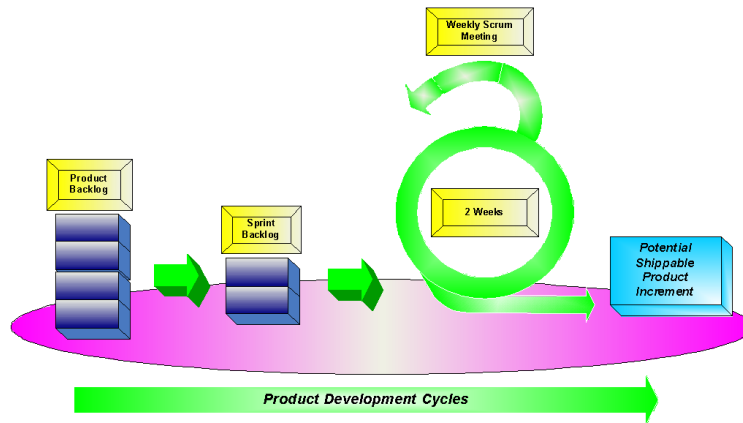 Weekly Scrum
Meeting
Product
Backlog
Sprint
Backlog
2 Weeks
Potential
Shippable
Product
Increment
Product Development Cycles